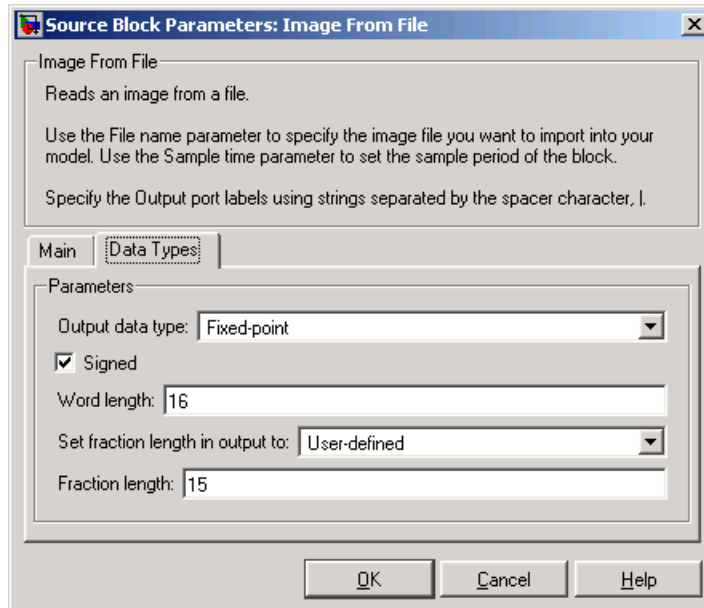 Source Block Parameters: Image From File
Image From File
Reads an image from a file.
Use the File name parameter to specify the image file you want to import into your
model. Use the Sample time parameter to set the sample period of the block.
Specify the Output port labels using strings separated by the spacer character, |.
Main Data Types
Parameters
Output data type: Fixed-point
Signed
Word length: 16
Set fraction length in output to: User-defined
Fraction length: 15
OK Cancel Help